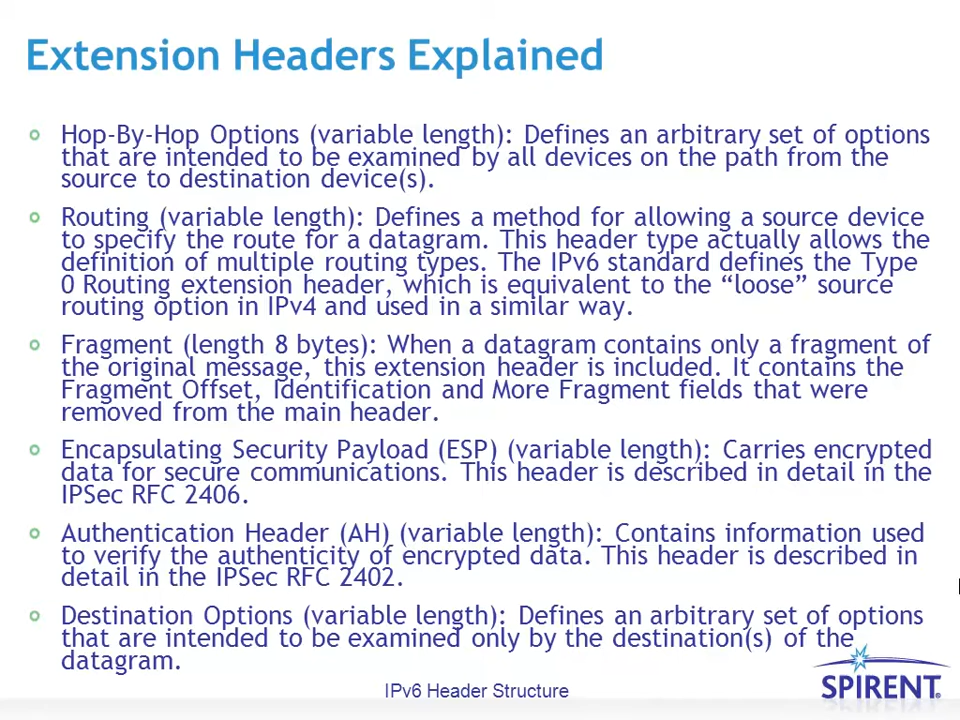 Extension Headers Explained
Hop-By-Hop Options (variable length): Defines an arbitrary set of options
that are intended to be examined by all devices on the path from the
source to destination device(s).
Routing (variable length): Defines a method for allowing a source device
to specify the route for a datagram. This header type actually allows the
definition of multiple routing types. The IPv6 standard defines the Type
0 Routing extension header, which is equivalent to the “loose” source
routing option in IPv4 and used in a similar way.
Fragment (length 8 bytes): When a datagram contains only a fragment of
the original message, this extension header is included. It contains the
Fragment Offset, Identification and More Fragment fields that were
removed from the main header.
Encapsulating Security Payload (ESP) (variable length): Carries encrypted
data for secure communications. This header is described in detail in the
IPSec RFC 2406.
Authentication Header (AH) (variable length): Contains information used
to verify the authenticity of encrypted data. This header is described in
detail in the IPSec RFC 2402.
Destination Options (variable length): Defines an arbitrary set of options
that are intended to be examined only by the destination(s) of the
datagram.
IPv6 Header Structure
SPIRENT®